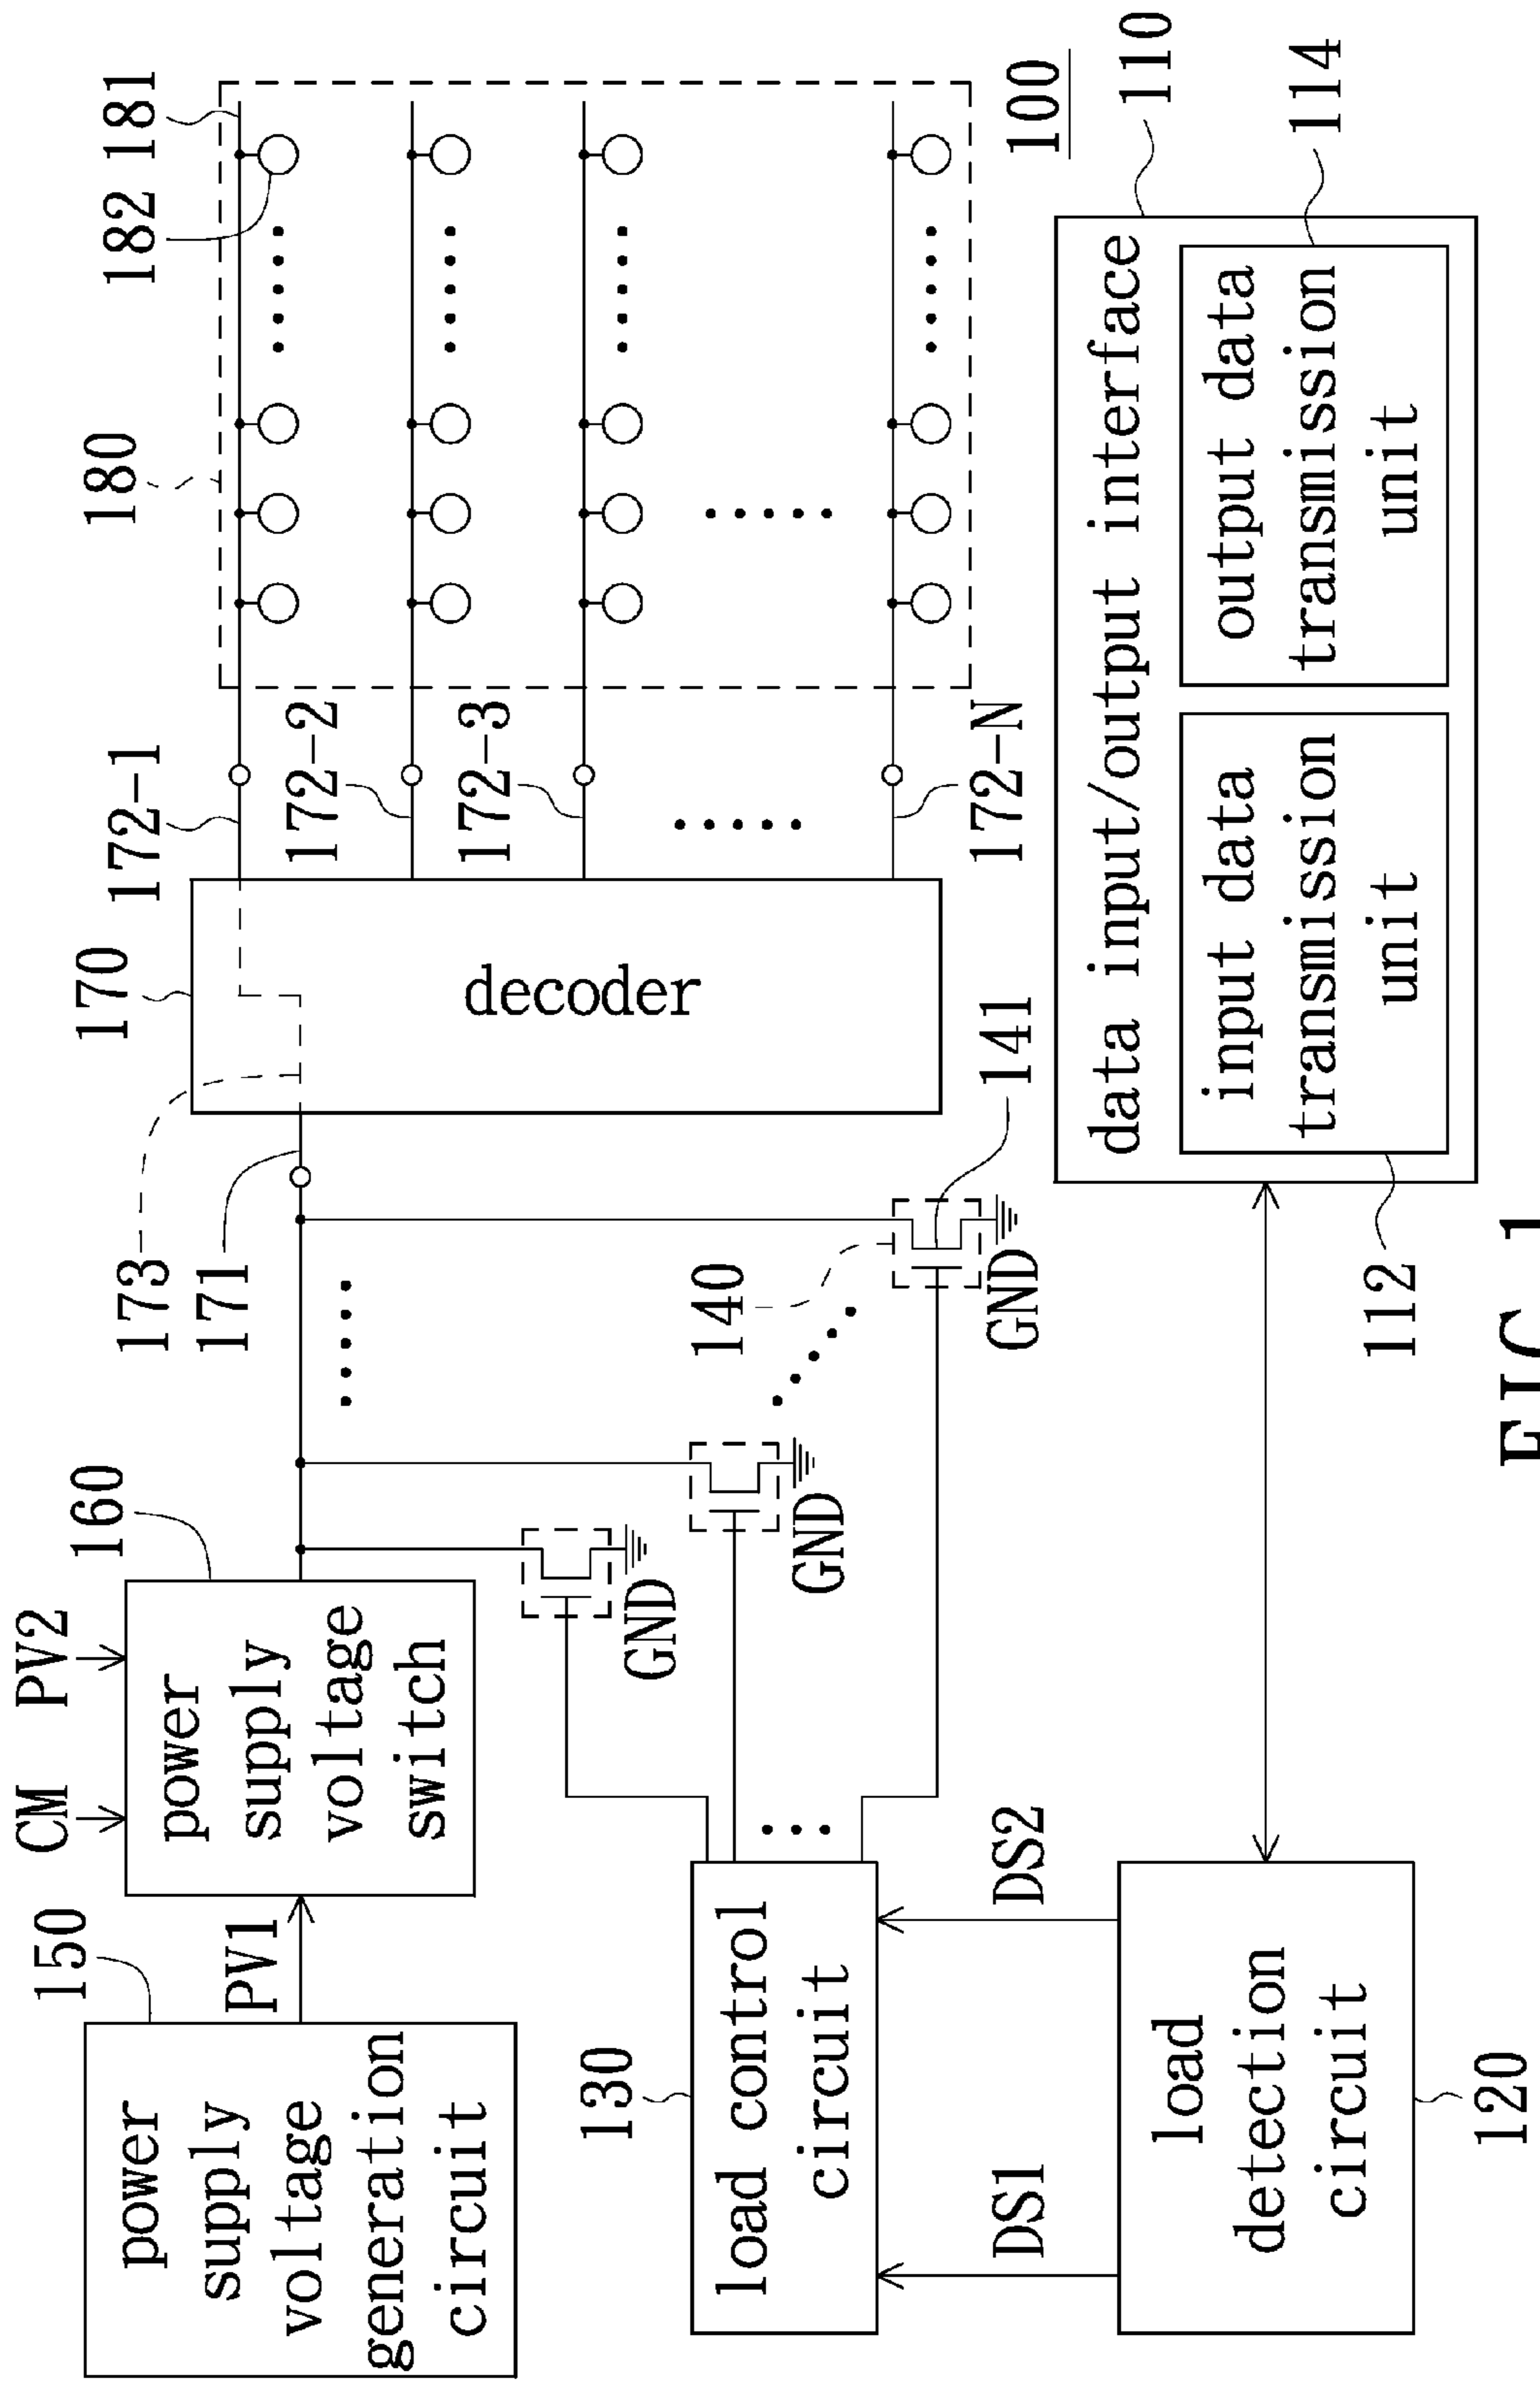 150
power
supply
voltage
generation
circuit
PV1
CM
PV2
160
power
supply
voltage
switch
173
171
170
decoder
172-1
172-2
172-3
172-N
180
182
181
GND
GND
140
141
GND
130
load control
circuit
DS1
DS2
load
detection
circuit
120
100
110
data input/output interface
input data
transmission
unit
112
output data
transmission
unit
114